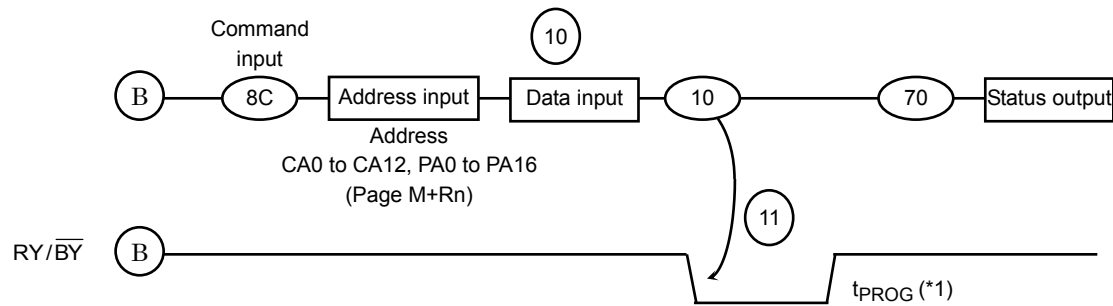 Command
input
10
B
8C
Address input
Data input
10
70
Status output
Address
CA0 to CA12, PA0 to PA16
(Page M+Rn)
11
RY/BY
B
tPROG (*1)